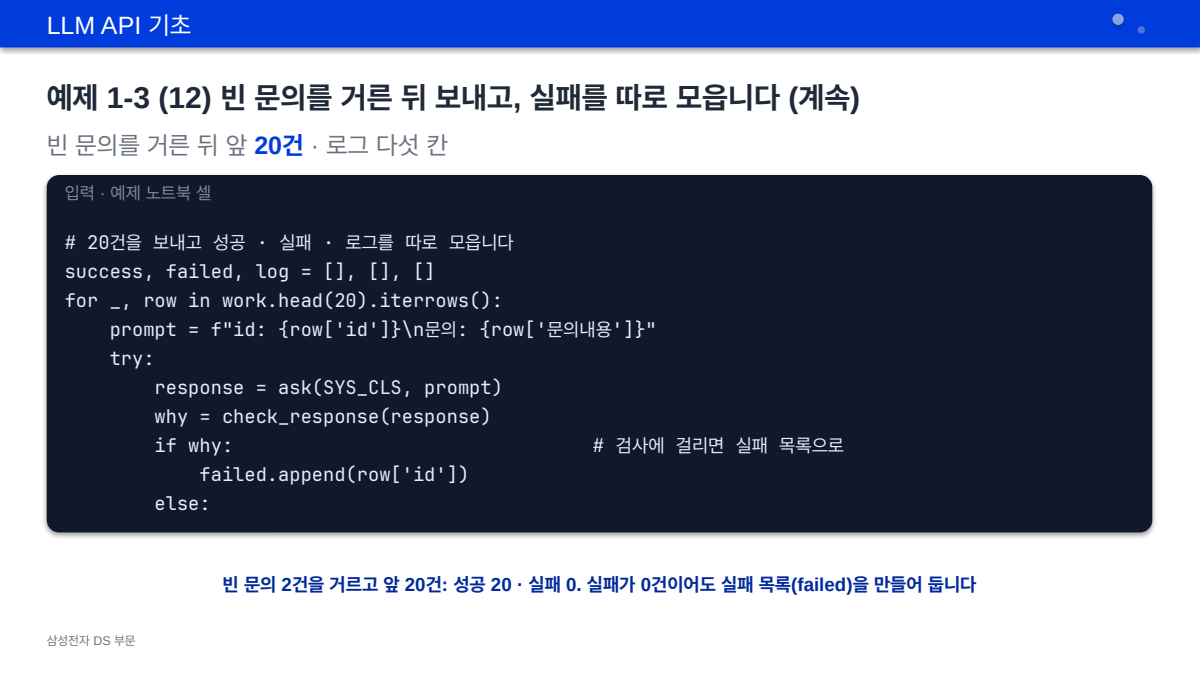 LLM API 기초
예제 1-3 (12) 빈 문의를 거른 뒤 보내고, 실패를 따로 모읍니다 (계속)
빈 문의를 거른 뒤 앞 20건 · 로그 다섯 칸
입력 · 예제 노트북 셀
# 20건을 보내고 성공 · 실패 · 로그를 따로 모읍니다
success, failed, log = [], [], []
for _, row in work.head(20).iterrows():
    prompt = f"id: {row['id']}\n문의: {row['문의내용']}"
    try:
        response = ask(SYS_CLS, prompt)
        why = check_response(response)
        if why:                                # 검사에 걸리면 실패 목록으로
            failed.append(row['id'])
        else:
빈 문의 2건을 거르고 앞 20건: 성공 20 · 실패 0. 실패가 0건이어도 실패 목록(failed)을 만들어 둡니다
삼성전자 DS 부문